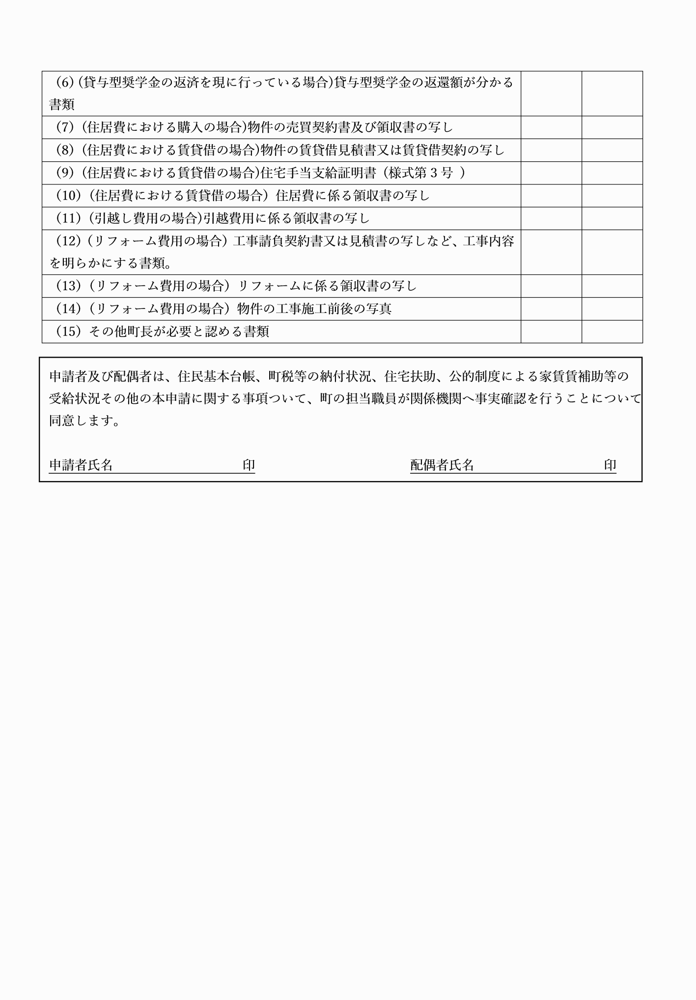 （6）(貸与型奨学金の返済を現に行っている場合)貸与型奨学金の返還額が分かる
書類
（7）(住居費における購入の場合)物件の売買契約書及び領収書の写し
（8）(住居費における賃貸借の場合)物件の賃貸借見積書又は賃貸借契約の写し
（9）(住居費における賃貸借の場合)住宅手当支給証明書（様式第 3 号 ）
（10）（住居費における賃貸借の場合）住居費に係る領収書の写し
（11）(引越し費用の場合)引越費用に係る領収書の写し
（12）（リフォーム費用の場合）工事請負契約書又は見積書の写しなど、工事内容
を明らかにする書類。
（13）（リフォーム費用の場合）リフォームに係る領収書の写し
（14）（リフォーム費用の場合）物件の工事施工前後の写真
（15）その他町長が必要と認める書類
申請者及び配偶者は、住民基本台帳、町税等の納付状況、住宅扶助、公的制度による家賃賃補助等の
受給状況その他の本申請に関する事項ついて、町の担当職員が関係機関へ事実確認を行うことについて
同意します。
申請者氏名 印 配偶者氏名 印